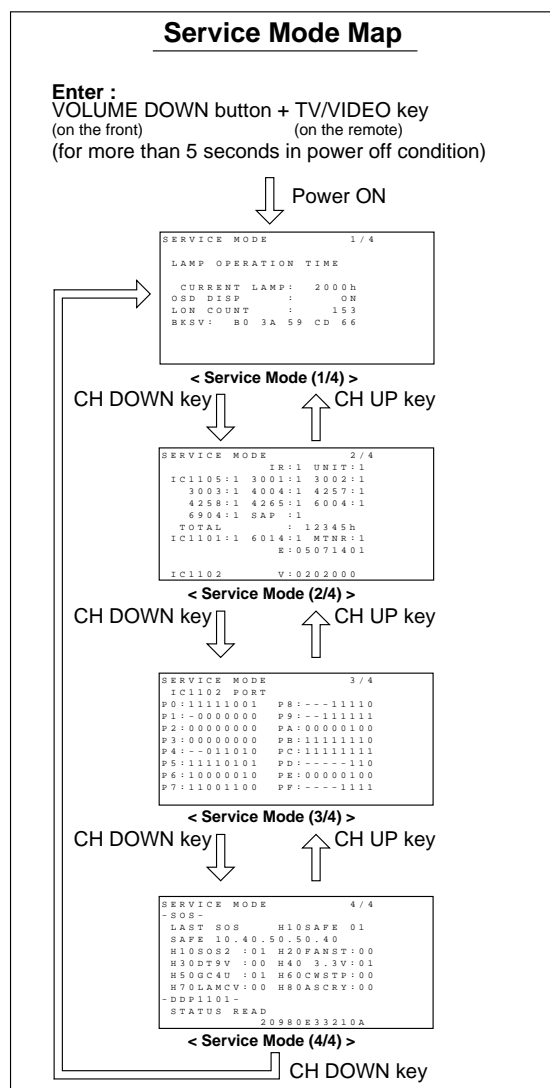 Service Mode Map
Enter :
VOLUME DOWN button + TV/VIDEO key
(on the front) (on the remote)
(for more than 5 seconds in power off condition)
Power ON
SERVICE MODE 1/4
LAMP OPERATION TIME
CURRENT LAMP: 2000h
OSD DISP : ON
LON COUNT : 153
BKSV: B0 3A 59 CD 66
< Service Mode (1/4) >
CH DOWN key CH UP key
SERVICE MODE 2/4
IR:1 UNIT:1
IC1105:1 3001:1 3002:1
3003:1 4004:1 4257:1
4258:1 4265:1 6004:1
6904:1 SAP :1
TOTAL : 12345h
IC1101:1 6014:1 MTNR:1
E:05071401
IC1102 V:0202000
< Service Mode (2/4) >
CH DOWN key CH UP key
SERVICE MODE 3/4
IC1102 PORT
P0:11111001 P8:---11110
P1:-0000000 P9:--111111
P2:00000000 PA:00000100
P3:00000000 PB:11111110
P4:--011010 PC:11111111
P5:11110101 PD:-----110
P6:10000010 PE:00000100
P7:11001100 PF:----1111
< Service Mode (3/4) >
CH DOWN key CH UP key
SERVICE MODE 4/4
-SOS-
LAST SOS H10SAFE 01
SAFE 10.40.50.50.40
H10SOS2 :01 H20FANST:00
H30DT9V :00 H40 3.3V:01
H50GC4U :01 H60CWSTP:00
H70LAMCV:00 H80ASCRY:00
-DDP1101-
STATUS READ
20980E33210A
< Service Mode (4/4) >
CH DOWN key